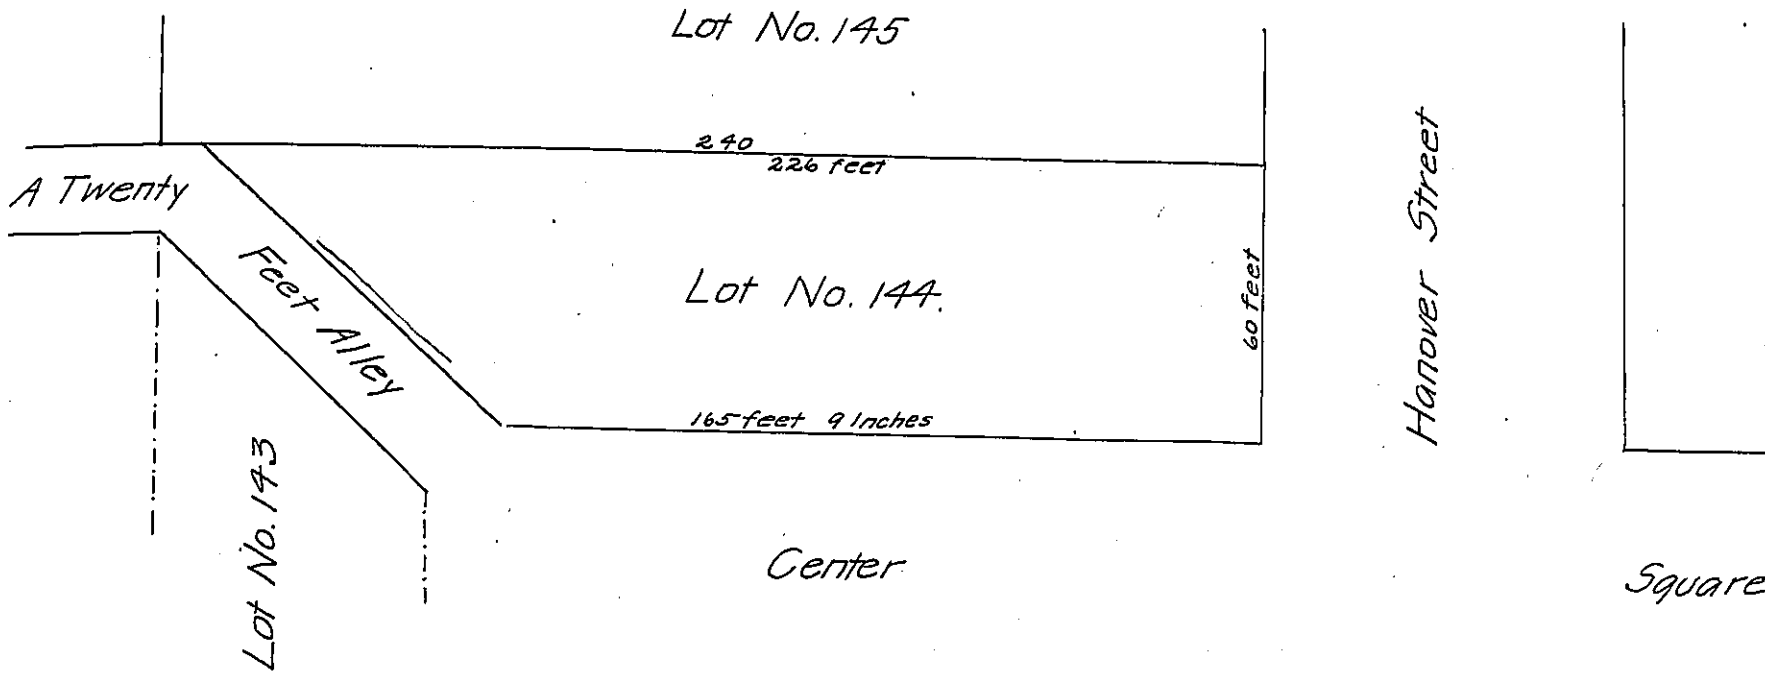 Lot No. 145
240
226 feet
A Twenty
Feet Alley
Lot No. 144.
60 feet
Hanover Street
165 feet 9 Inches
Lot No. 143
Center
Square